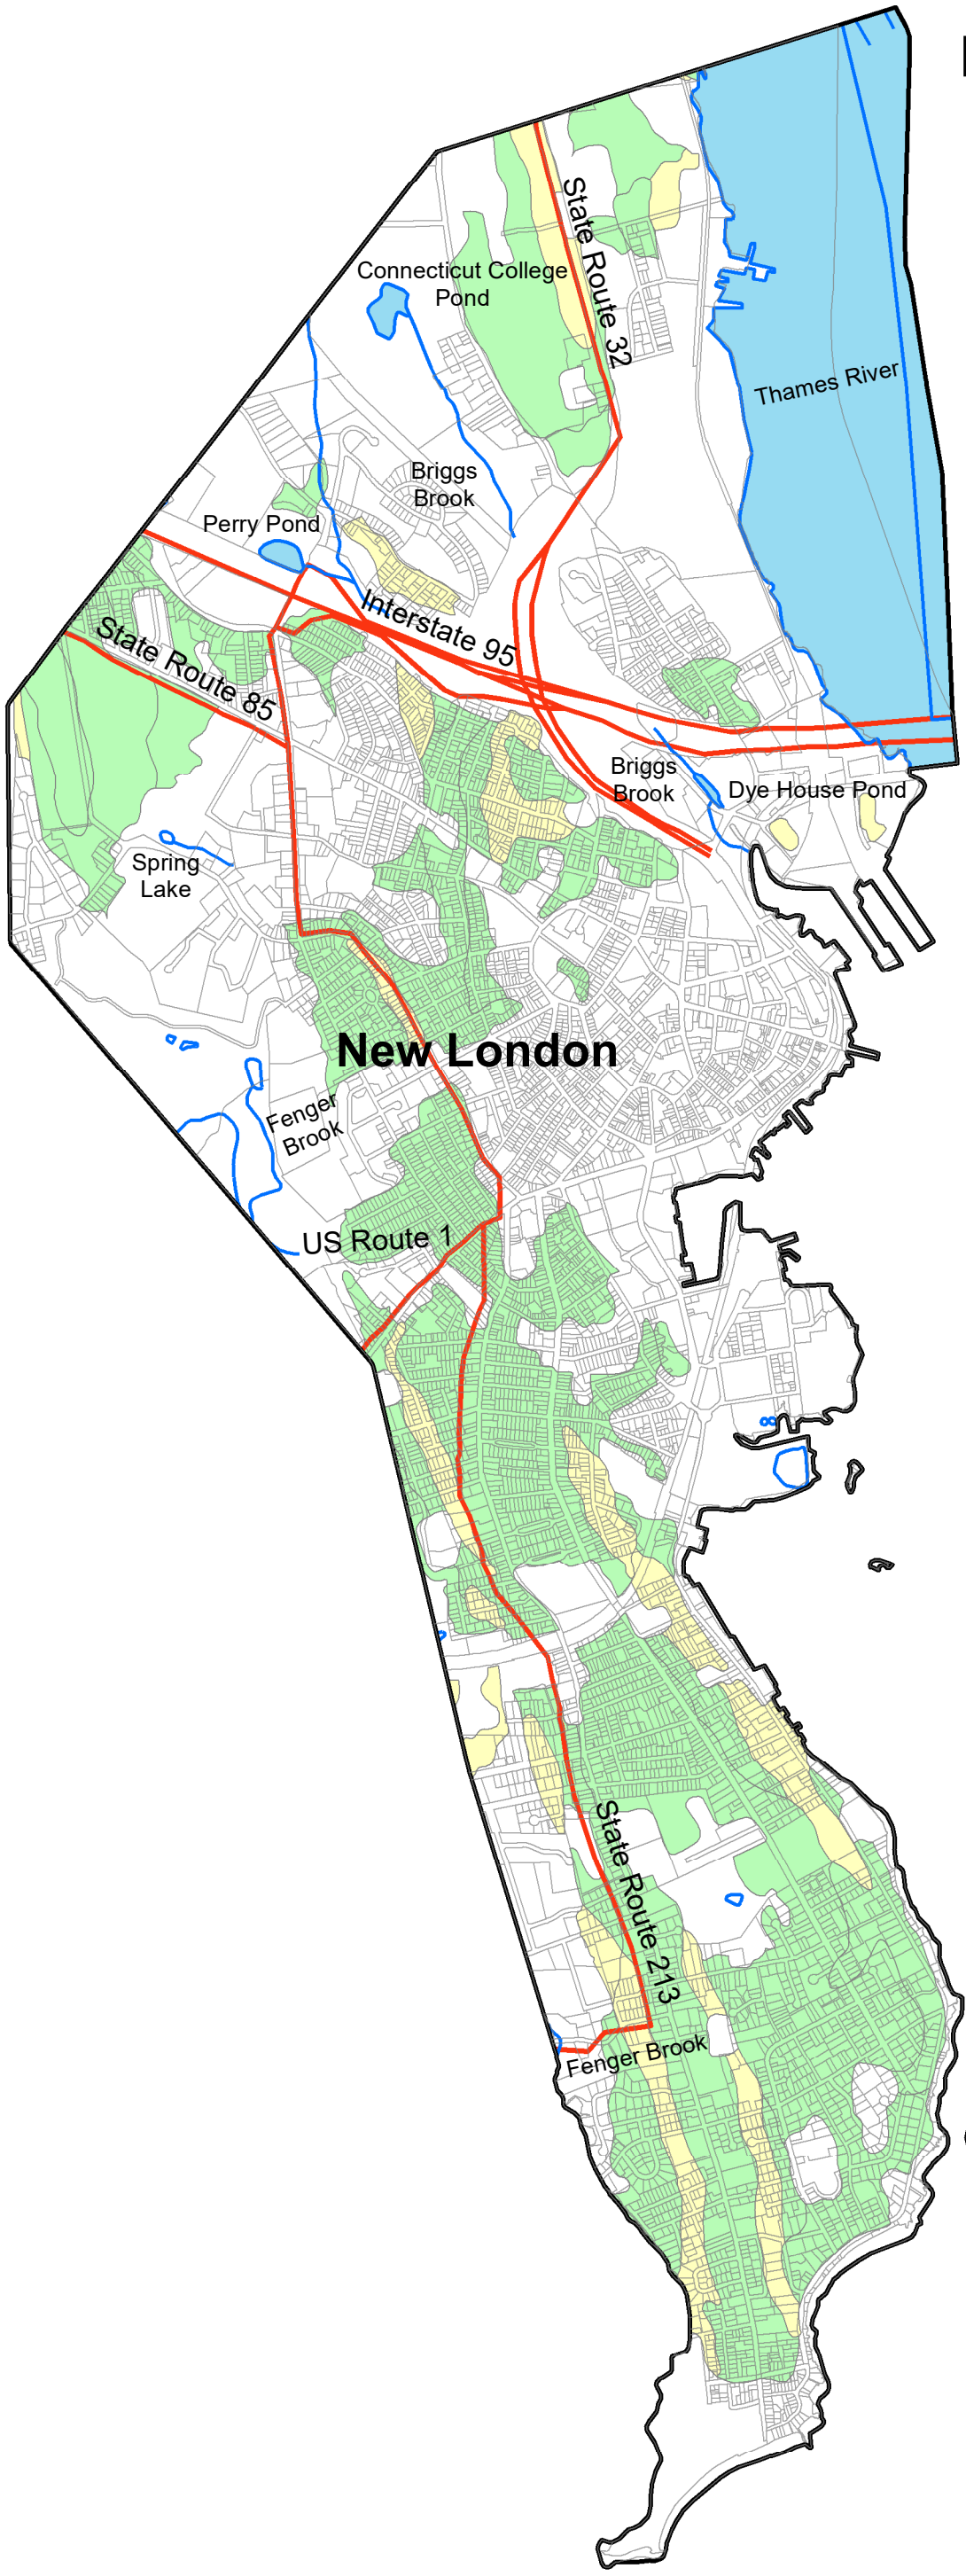 State Route 32
Connecticut College
Pond
Thames River
Briggs
Brook
Perry Pond
Interstate 95
State Route 85
Briggs
Brook
Dye House Pond
Spring
Lake
New London
Fenger
Brook
US Route 1
State Route 213
Fenger Brook